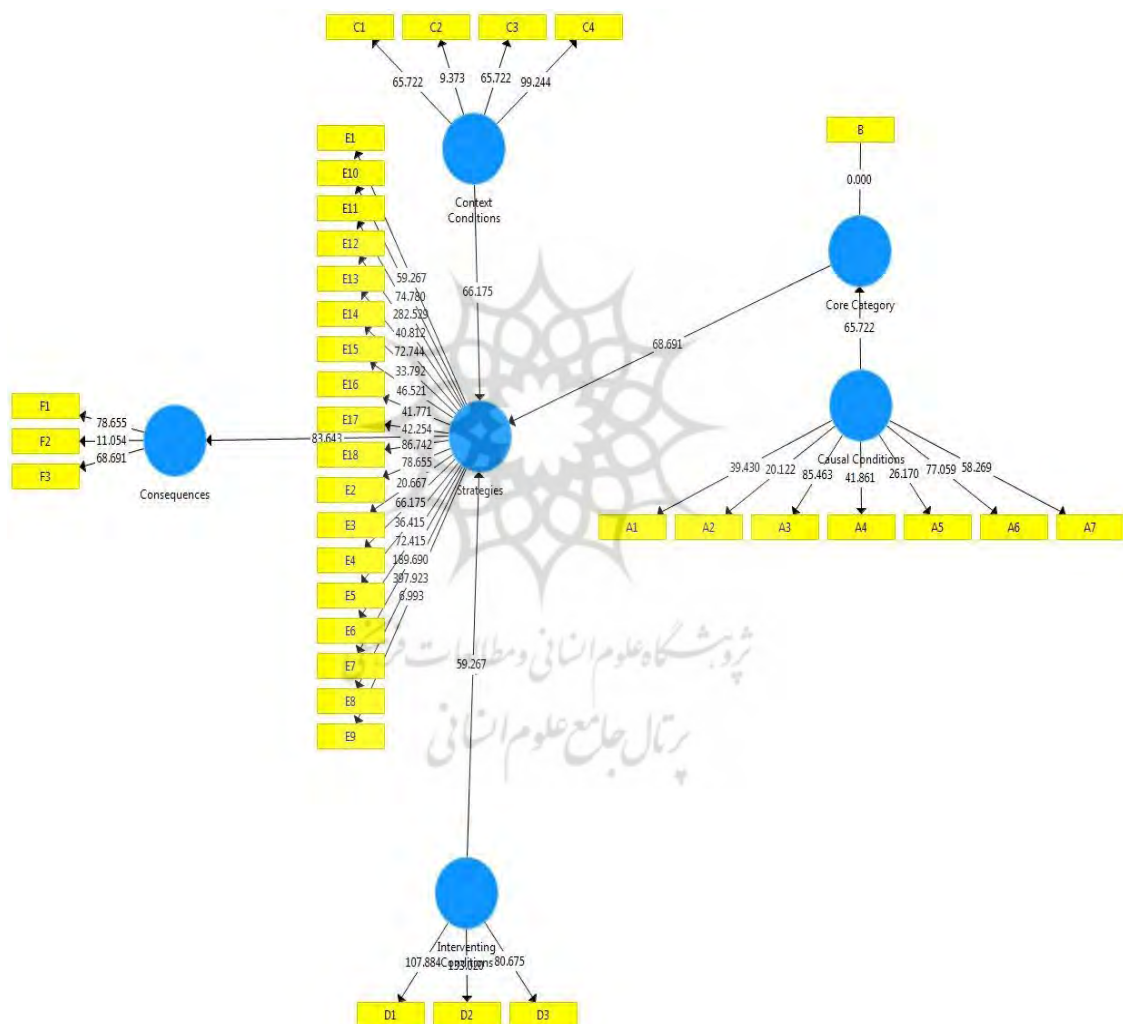 C1 C2 C3 C4
65.722 9.373 65.722 99.244
Context
Conditions
66.175
B
0.000
Core Category
65.722
68.691
Causal Conditions
39.430 20.122 85.463 41.861 26.170 77.059 58.269
A1 A2 A3 A4 A5 A6 A7
E1
E10
E11
E12
E13
E14
E15
E16
E17
E18
E2
E3
E4
E5
E6
E7
E8
E9
59.267
74.780
282.529
40.812
72.744
33.792
46.521
41.771
42.254
86.742
78.655
20.667
66.175
36.415
72.415
189.690
397.923
6.993
Strategies
83.643
F1
F2
F3
78.655
11.054
68.691
Consequences
59.267
پژوهشگاه علوم انسانی و مطالعات فرهنگی
پرتال جامع علوم انسانی
Interventing
Conditions
107.884 80.675
D1 D2 D3